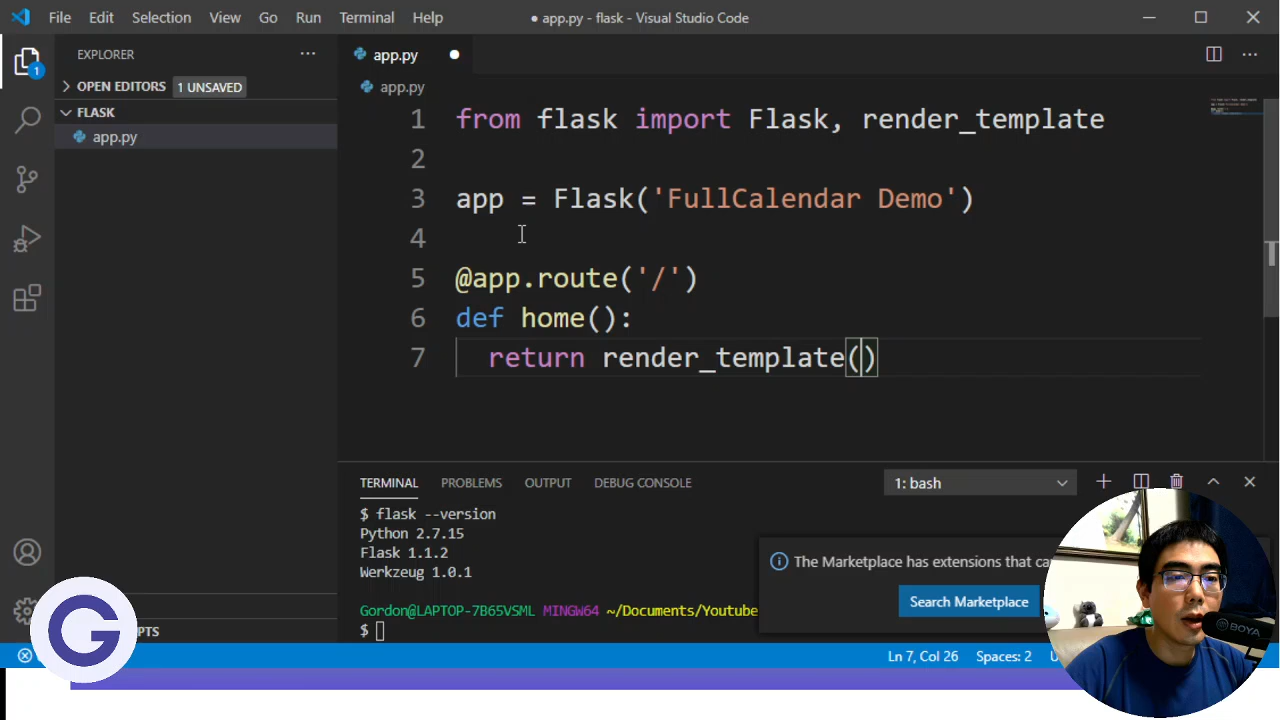 File Edit Selection View Go Run Terminal Help
● app.py - flask - Visual Studio Code
EXPLORER
OPEN EDITORS 1 UNSAVED
FLASK
app.py
1
app.py
app.py
1 from flask import Flask, render_template
2
3 app = Flask('FullCalendar Demo')
4
5 @app.route('/')
6 def home():
7 return render_template()
TERMINAL PROBLEMS OUTPUT DEBUG CONSOLE 1: bash
$ flask --version
Python 2.7.15
Flask 1.1.2
Werkzeug 1.0.1
Gordon@LAPTOP-7B65VSML MINGW64 ~/Documents/Youtube
$
The Marketplace has extensions that ca
Search Marketplace
G
PTS
BOYA
Ln 7, Col 26 Spaces: 2 U